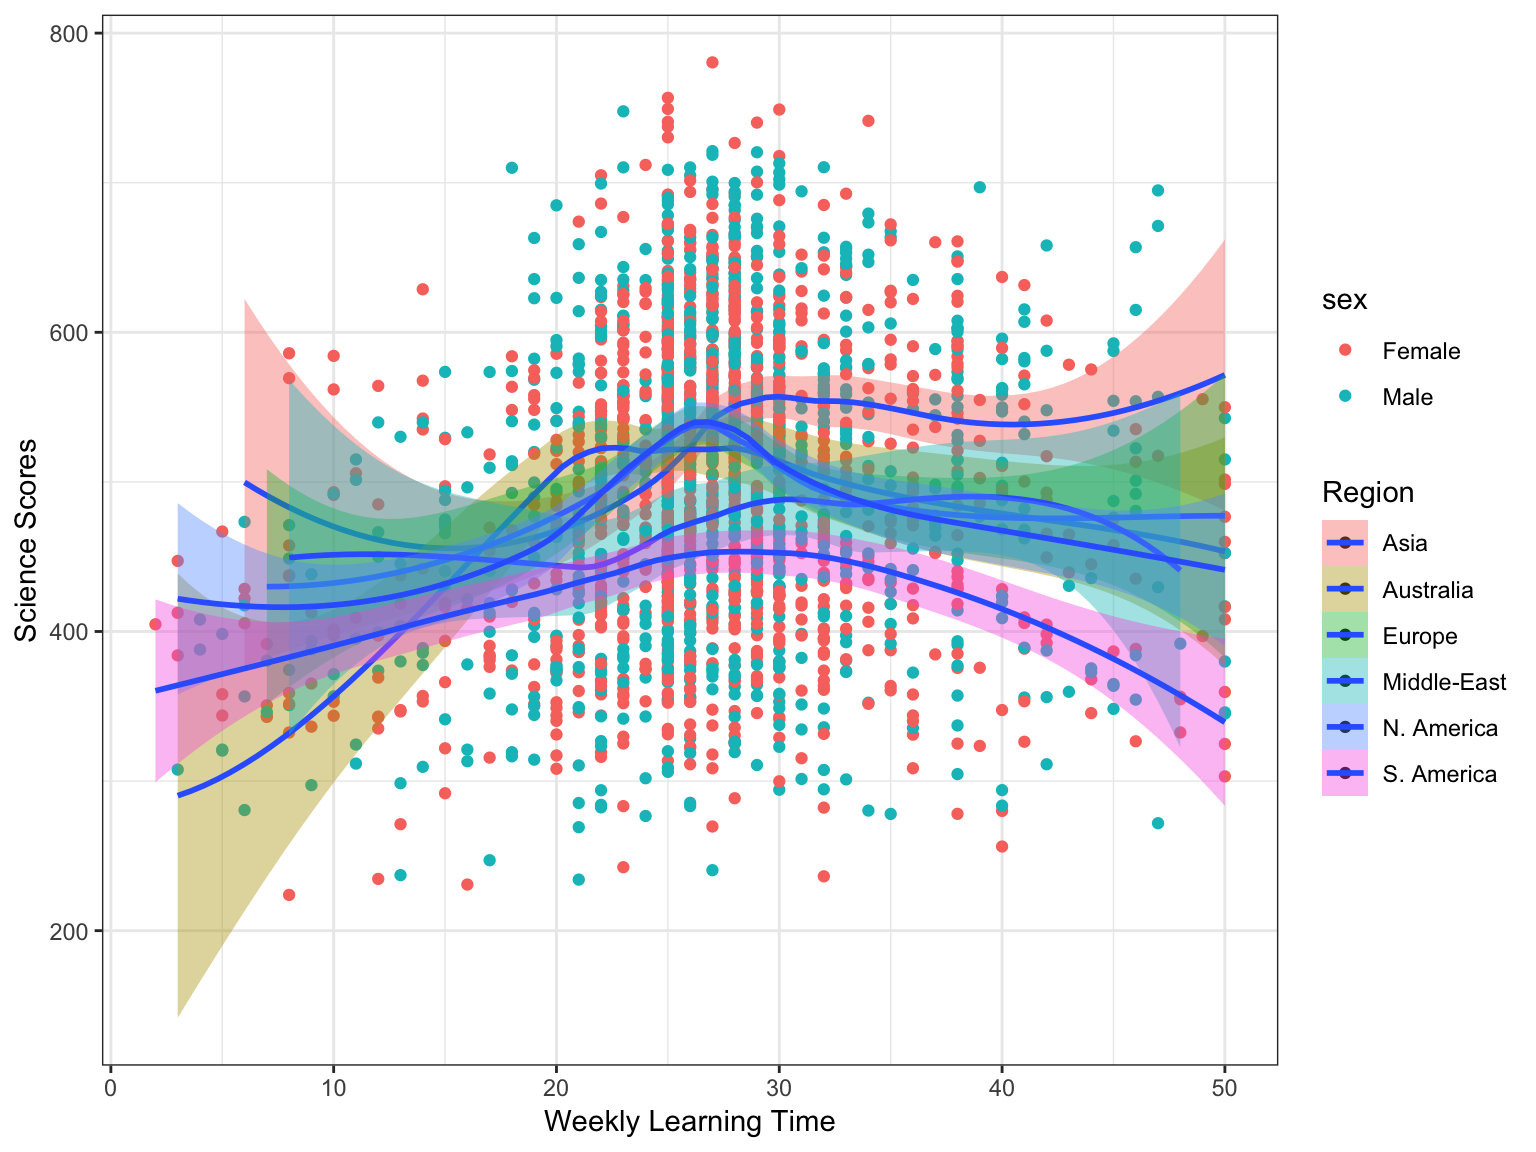 800
600
400
200
Science Scores
0 10 20 30 40 50
Weekly Learning Time
sex
Female
Male
Region
Asia
Australia
Europe
Middle-East
N. America
S. America